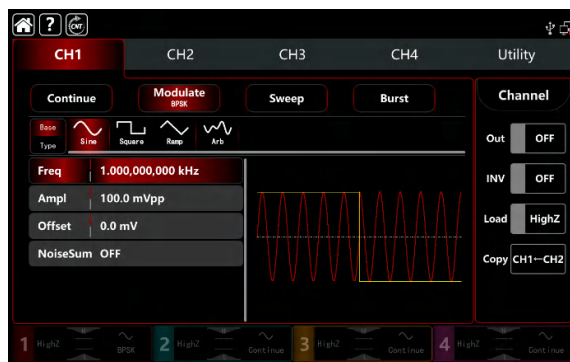 ? CNT
CH1 CH2 CH3 CH4 Utility
Continue Modulate Sweep Burst Channel
BPSK
Base
Type Sine Square Ramp Arb
Out OFF
Freq 1.000,000,000 kHz
INV OFF
Ampl 100.0 mVpp
Offset 0.0 mV
Load HighZ
NoiseSum OFF
Copy CH1←CH2
1 HighZ BPSK 2 HighZ Continue 3 HighZ Continue 4 HighZ Continue